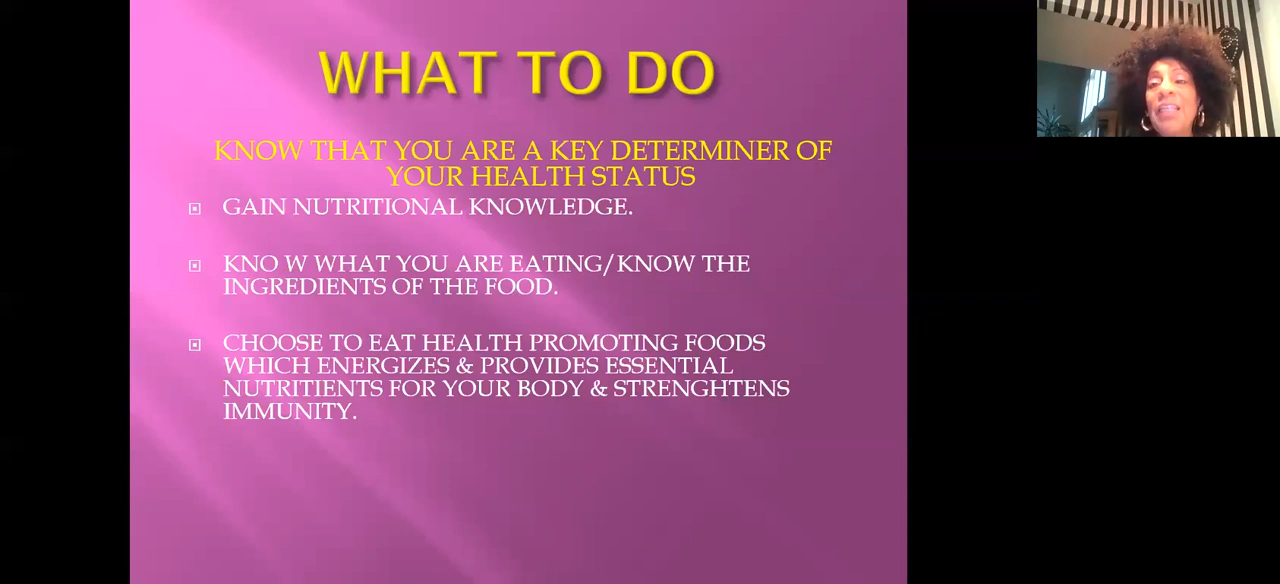 WHAT TO DO
KNOW THAT YOU ARE A KEY DETERMINER OF
YOUR HEALTH STATUS
GAIN NUTRITIONAL KNOWLEDGE.
KNO W WHAT YOU ARE EATING/KNOW THE
INGREDIENTS OF THE FOOD.
CHOOSE TO EAT HEALTH PROMOTING FOODS
WHICH ENERGIZES & PROVIDES ESSENTIAL
NUTRITIENTS FOR YOUR BODY & STRENGHTENS
IMMUNITY.